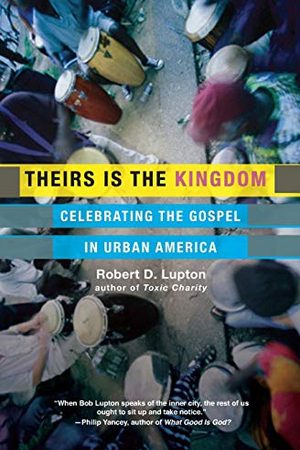 THEIRS IS THE KINGDOM
CELEBRATING THE GOSPEL
IN URBAN AMERICA
Robert D. Lupton
author of Toxic Charity
"When Bob Lupton speaks of the inner city, the rest of us
ought to sit up and take notice."
—Philip Yancey, author of What Good Is God?